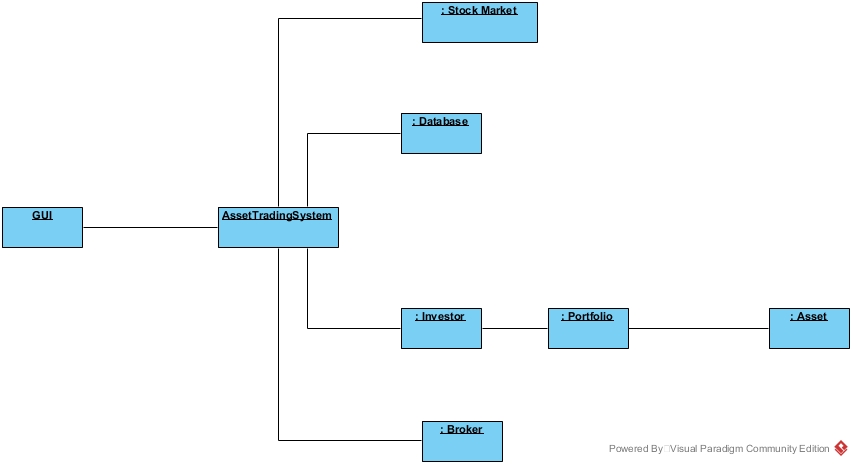 : Stock Market
: Database
GUI
AssetTradingSystem
: Investor
: Portfolio
: Asset
: Broker
Powered By Visual Paradigm Community Edition